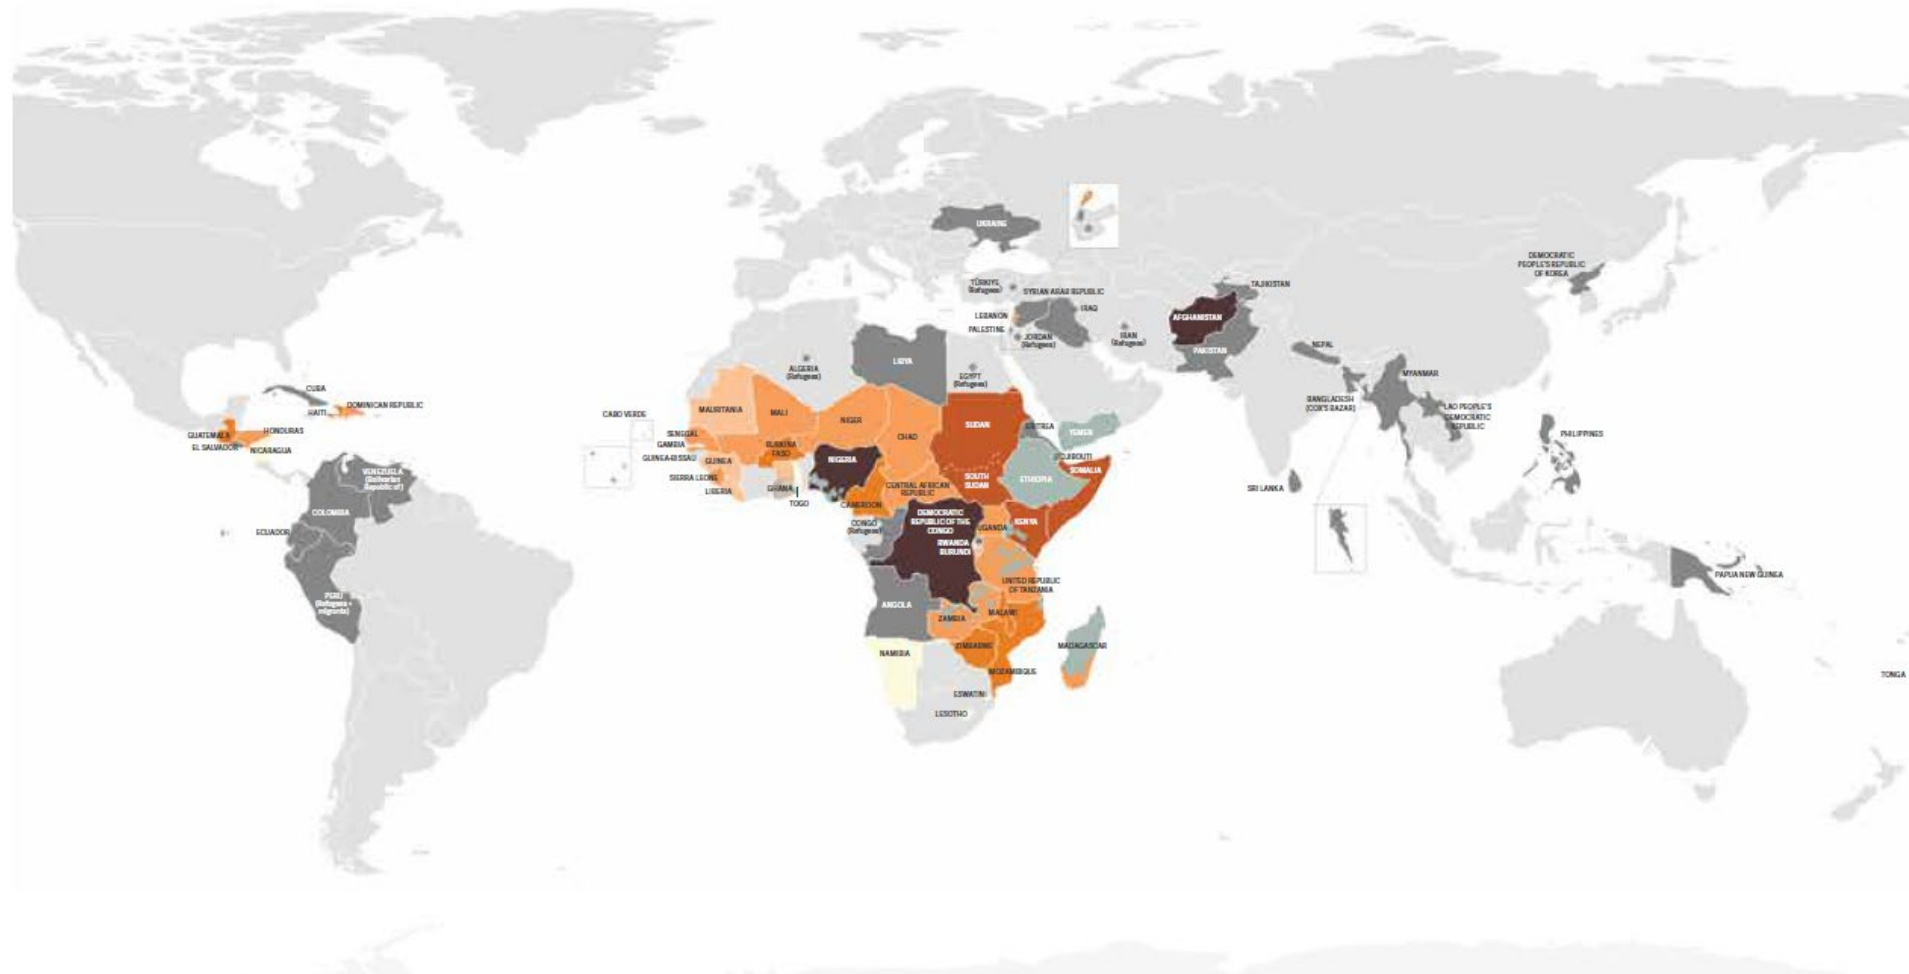 UKRAINE
DEMOCRATIC
PEOPLE'S REPUBLIC
OF KOREA
TÜRKIYE
(Refugees)
SYRIAN ARAB REPUBLIC
TAJIKISTAN
LEBANON
IRAQ
AFGHANISTAN
PALESTINE
JORDAN
(Refugees)
IRAN
(Refugees)
PAKISTAN
NEPAL
LIBYA
ALGERIA
(Refugees)
EGYPT
(Refugees)
MYANMAR
CUBA
BANGLADESH
(COX'S BAZAR)
LAO PEOPLE'S
DEMOCRATIC
REPUBLIC
HAITI
DOMINICAN REPUBLIC
CABO VERDE
MAURITANIA
MALI
NIGER
CHAD
SUDAN
ERITREA
YEMEN
PHILIPPINES
GUATEMALA
HONDURAS
EL SALVADOR
NICARAGUA
SENEGAL
GAMBIA
GUINEA-BISSAU
GUINEA
BURKINA
FASO
NIGERIA
DJIBOUTI
SOMALIA
SIERRA LEONE
LIBERIA
GHANA
TOGO
CAMEROON
CENTRAL AFRICAN
REPUBLIC
SOUTH
SUDAN
ETHIOPIA
SRI LANKA
VENEZUELA
(Bolivarian
Republic of)
COLOMBIA
ECUADOR
CONGO
(Refugees)
DEMOCRATIC
REPUBLIC OF THE
CONGO
UGANDA
KENYA
RWANDA
BURUNDI
UNITED REPUBLIC
OF TANZANIA
PAPUA NEW GUINEA
PERU
(Refugees +
migrants)
ANGOLA
ZAMBIA
MALAWI
NAMIBIA
ZIMBABWE
MOZAMBIQUE
MADAGASCAR
ESWATINI
LESOTHO
TONGA